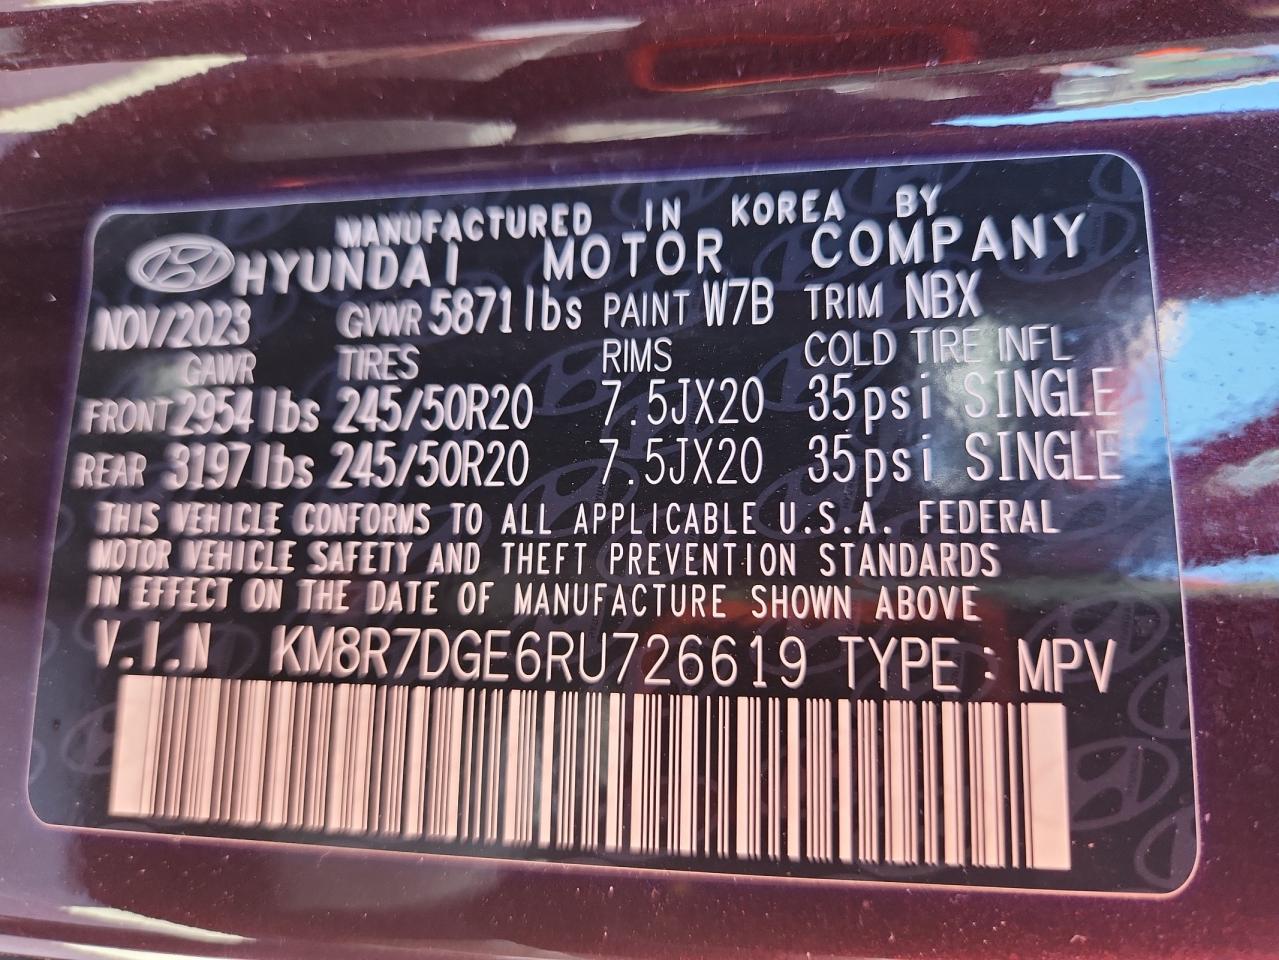 MANUFACTURED IN KOREA BY
HYUNDAI MOTOR COMPANY
NOV/2023 GVWR 5871lbs PAINT W7B TRIM NBX
GAWR TIRES RIMS COLD TIRE INFL
FRONT 2954lbs 245/50R20 7.5JX20 35psi SINGLE
REAR 3197lbs 245/50R20 7.5JX20 35psi SINGLE
THIS VEHICLE CONFORMS TO ALL APPLICABLE U.S.A. FEDERAL
MOTOR VEHICLE SAFETY AND THEFT PREVENTION STANDARDS
IN EFFECT ON THE DATE OF MANUFACTURE SHOWN ABOVE
V.I.N KM8R7DGE6RU726619 TYPE : MPV